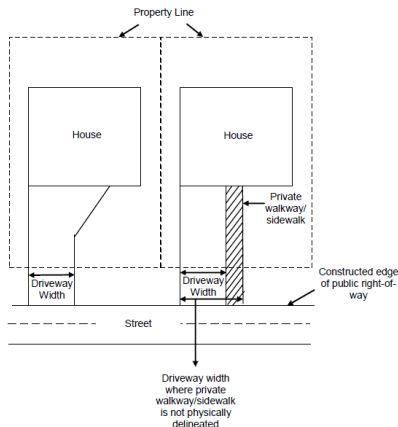 Property Line
House
House
Private
walkway/
sidewalk
Driveway
Width
Driveway
Width
Constructed edge
of public right-of-
way
Street
Driveway width
where private
walkway/sidewalk
is not physically
delineated